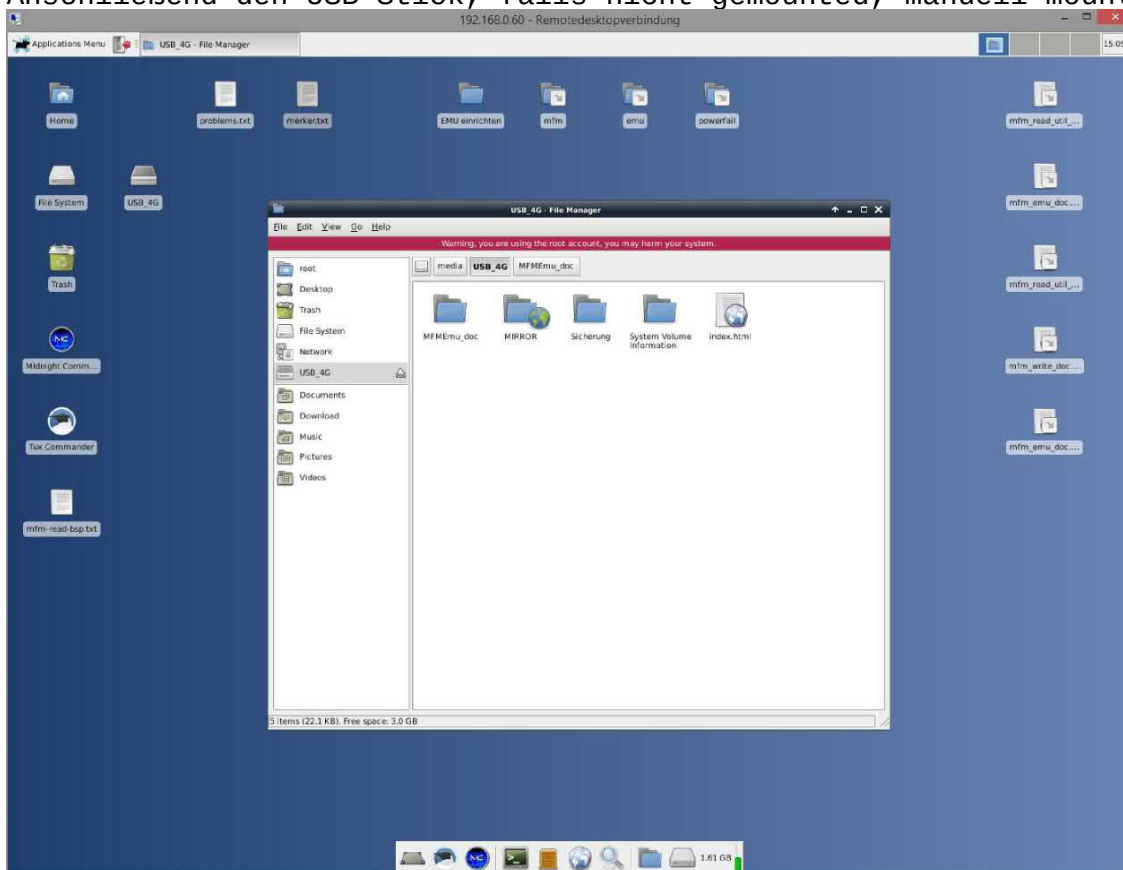 Anschließend den USB-Stick, falls nicht gemounted, manuell mount
192.168.0.60 - Remotedesktopverbindung
Applications Menu
USB_4G - File Manager
15:05
Home
problems.txt
merker.txt
EMU einrichten
mfm
emu
powerfail
mfm_read_util_...
File System
USB_4G
mfm_emu_doc....
Trash
mfm_read_util_...
Midnight Comm...
mfm_write_doc....
Tux Commander
mfm_emu_doc....
mfm-read-bsp.txt
USB_4G - File Manager
File Edit View Go Help
Warning, you are using the root account, you may harm your system.
media USB_4G MFMEmu_doc
root
Desktop
Trash
File System
Network
USB_4G
Documents
Download
Music
Pictures
Videos
MFMEmu_doc
MIRROR
Sicherung
System Volume
Information
index.html
5 items (22.1 KB). Free space: 3.0 GB
MC
1.61 GB